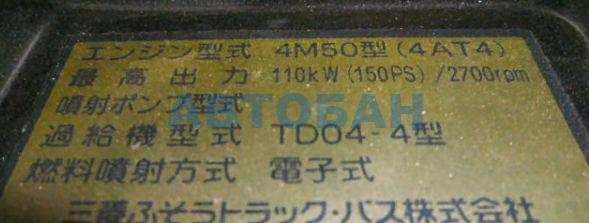 エンジン型式 4M50型(4AT4)
最高出力 110kW(150PS)/2700rpm
噴射ポンプ型式
AUTOБАН
過給機型式 TD04-4型
燃料噴射方式 電子式
三菱ふそうトラック・バス株式会社